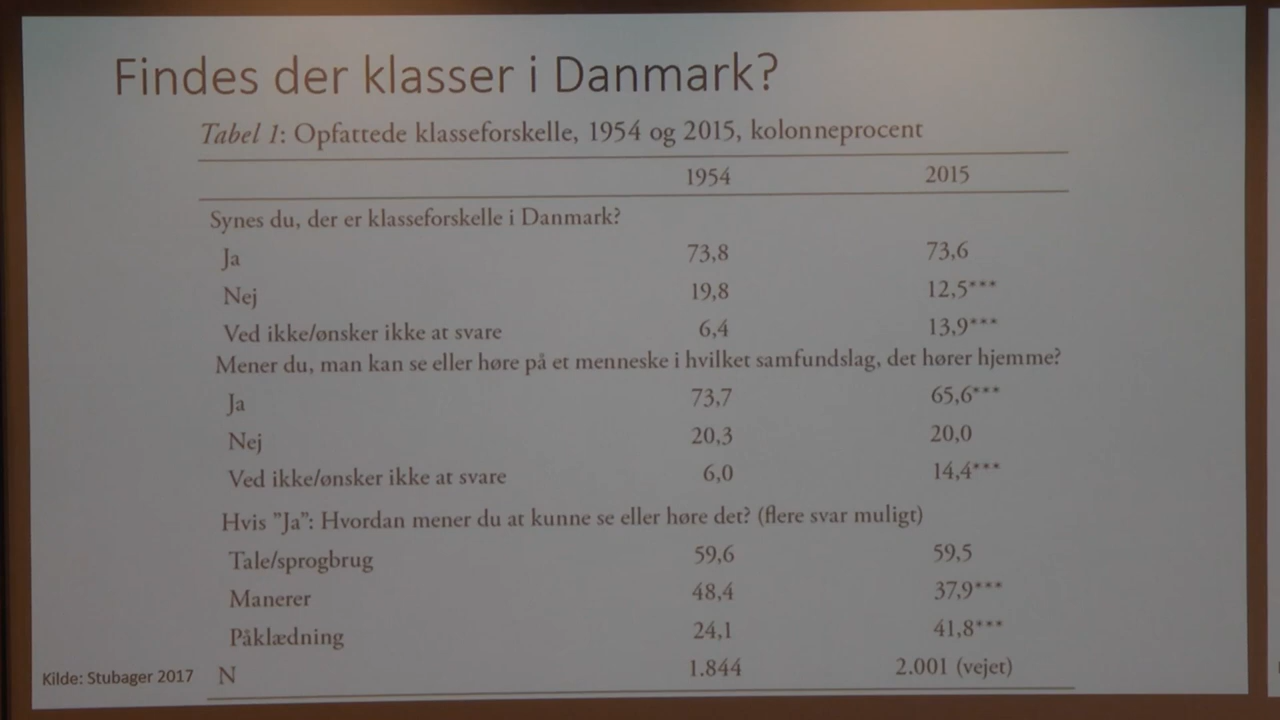 Findes der klasser i Danmark?
Tabel 1: Opfattede klasseforskelle, 1954 og 2015, kolonneprocent
1954 2015
Synes du, der er klasseforskelle i Danmark?
Ja 73,8 73,6
Nej 19,8 12,5***
Ved ikke/ønsker ikke at svare 6,4 13,9***
Mener du, man kan se eller høre på et menneske i hvilket samfundslag, det hører hjemme?
Ja 73,7 65,6***
Nej 20,3 20,0
Ved ikke/ønsker ikke at svare 6,0 14,4***
Hvis ”Ja”: Hvordan mener du at kunne se eller høre det? (flere svar muligt)
Tale/sprogbrug 59,6 59,5
Manerer 48,4 37,9***
Påklædning 24,1 41,8***
N 1.844 2.001 (vejet)
Kilde: Stubager 2017